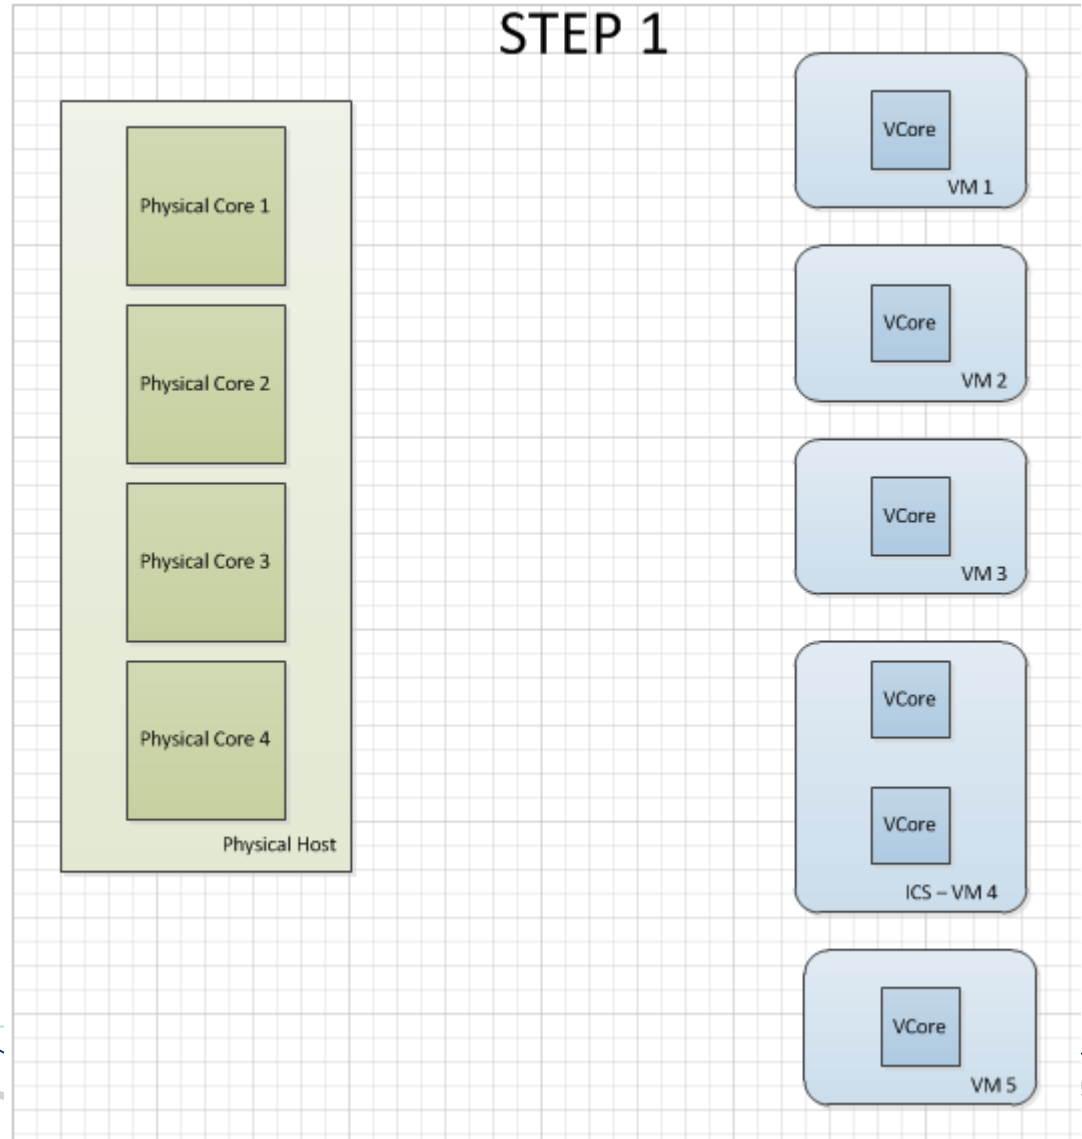 STEP 1
Physical Core 1
Physical Core 2
Physical Core 3
Physical Core 4
Physical Host
VCore
VM 1
VCore
VM 2
VCore
VM 3
VCore
VCore
ICS – VM 4
VCore
VM 5